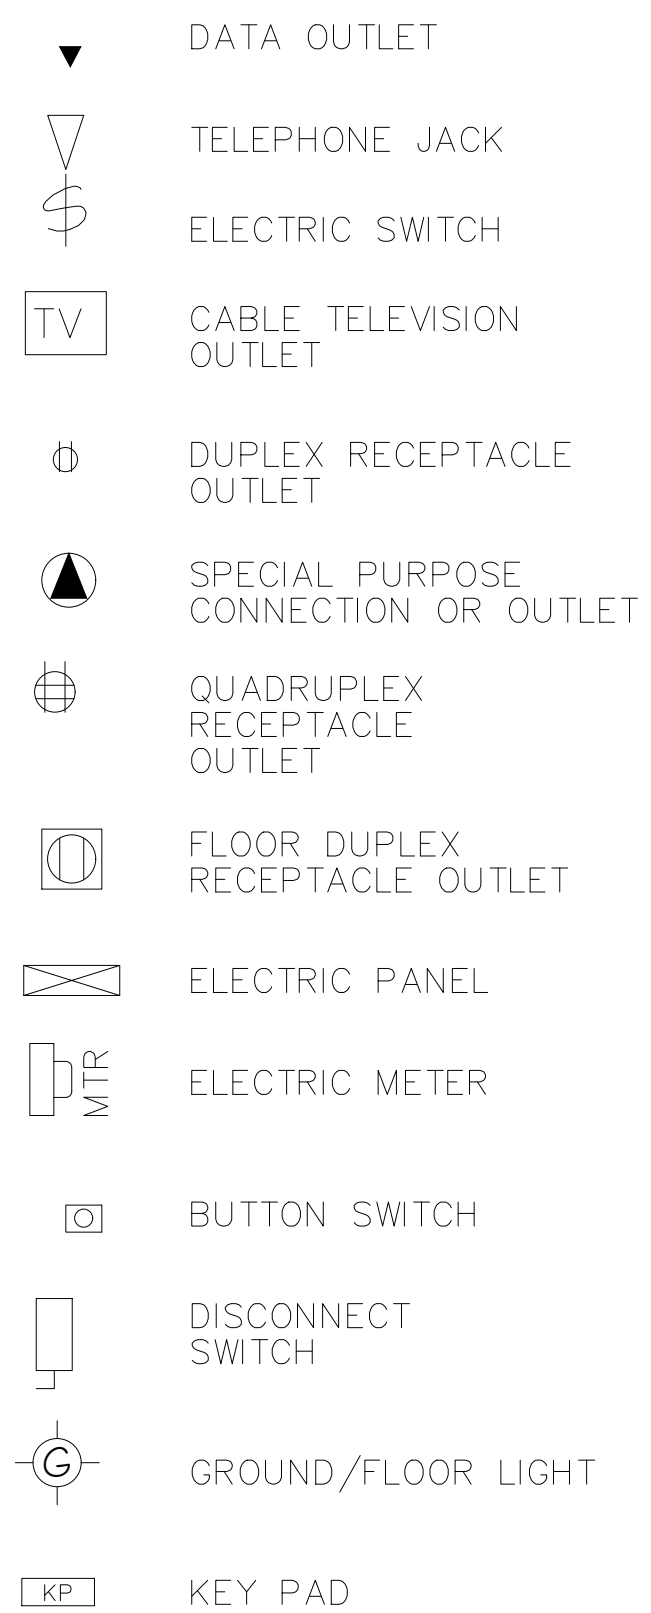 DATA OUTLET
TELEPHONE JACK
$
ELECTRIC SWITCH
TV
CABLE TELEVISION
OUTLET
DUPLEX RECEPTACLE
OUTLET
SPECIAL PURPOSE
CONNECTION OR OUTLET
QUADRUPLEX
RECEPTACLE
OUTLET
FLOOR DUPLEX
RECEPTACLE OUTLET
ELECTRIC PANEL
MTR
ELECTRIC METER
BUTTON SWITCH
DISCONNECT
SWITCH
G
GROUND/FLOOR LIGHT
KP
KEY PAD